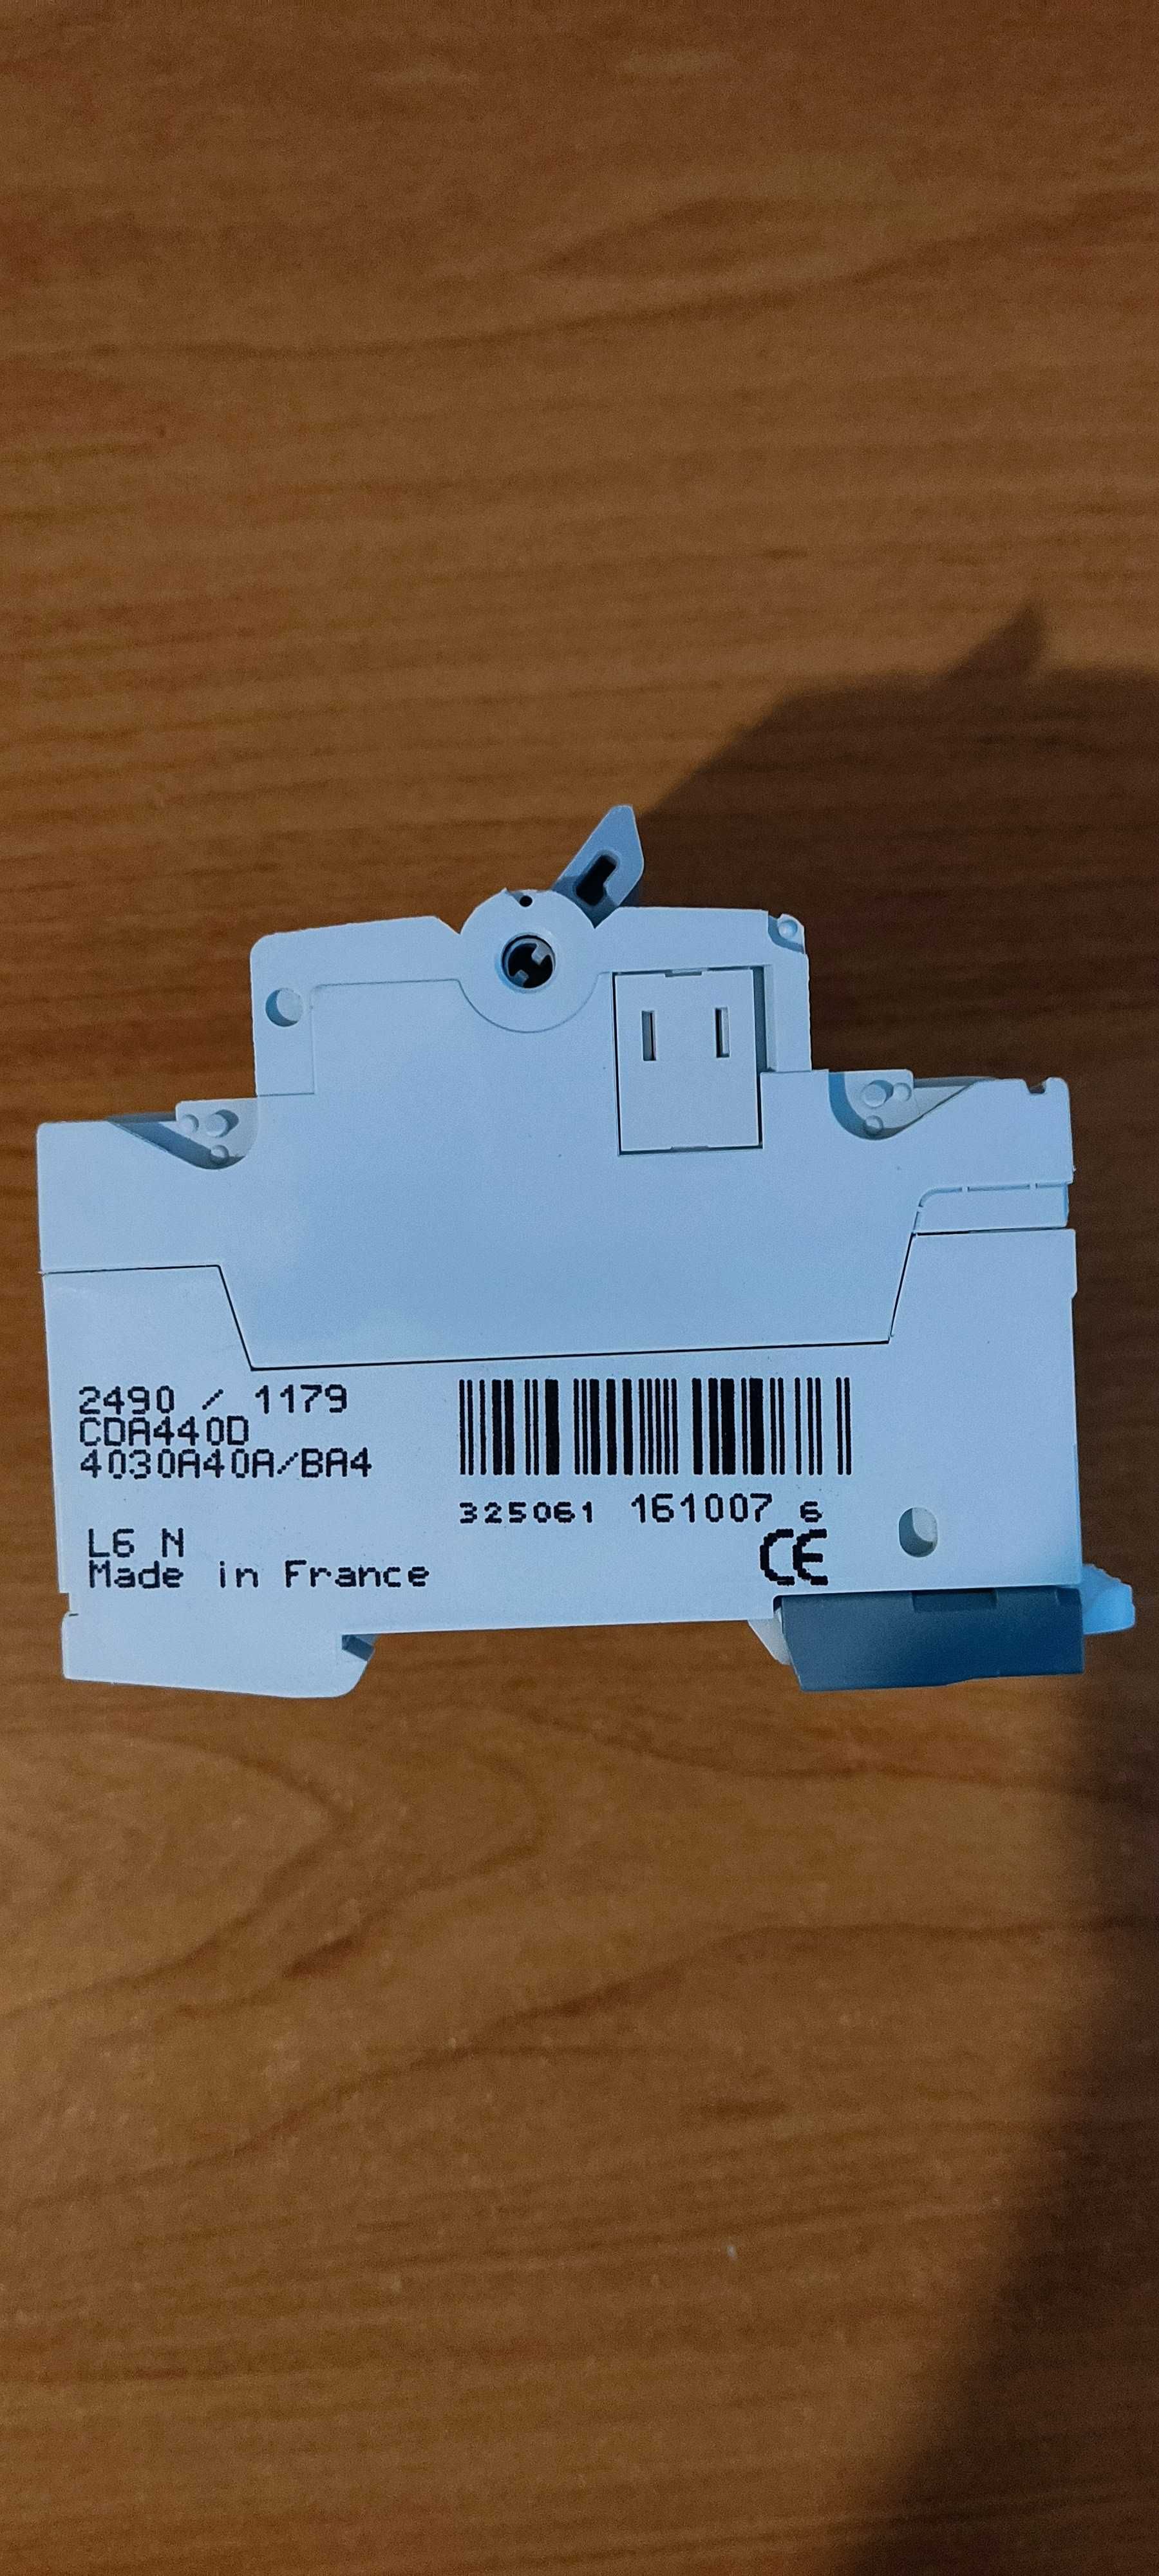 2490 / 1179
CDA440D
4030A40A/BA4
325061 161007 6
L6 N
Made in France
CE